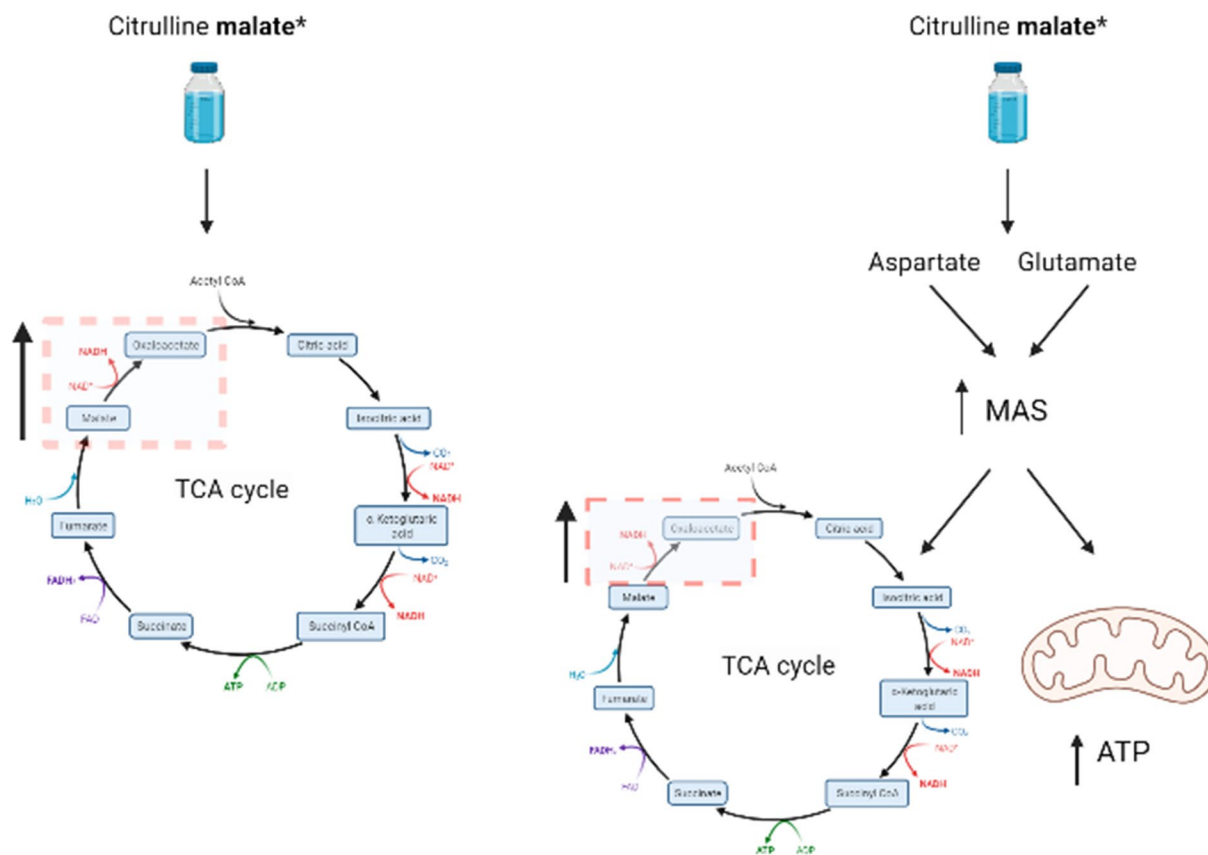 Citrulline malate*
Acetyl CoA
Oxaloacetate
Citric acid
NADH
NAD⁺
Malate
Isocitric acid
CO₂
NAD⁺
NADH
H₂O
TCA cycle
α-Ketoglutaric
acid
Fumarate
CO₂
NAD⁺
NADH
FADH₂
FAD
Succinate
Succinyl CoA
ATP
ADP
Citrulline malate*
Aspartate
Glutamate
MAS
Acetyl CoA
Oxaloacetate
Citric acid
NADH
NAD⁺
Malate
Isocitric acid
CO₂
NAD⁺
NADH
H₂O
TCA cycle
α-Ketoglutaric
acid
Fumarate
CO₂
NAD⁺
NADH
FADH₂
FAD
Succinate
Succinyl CoA
ATP
ADP
ATP